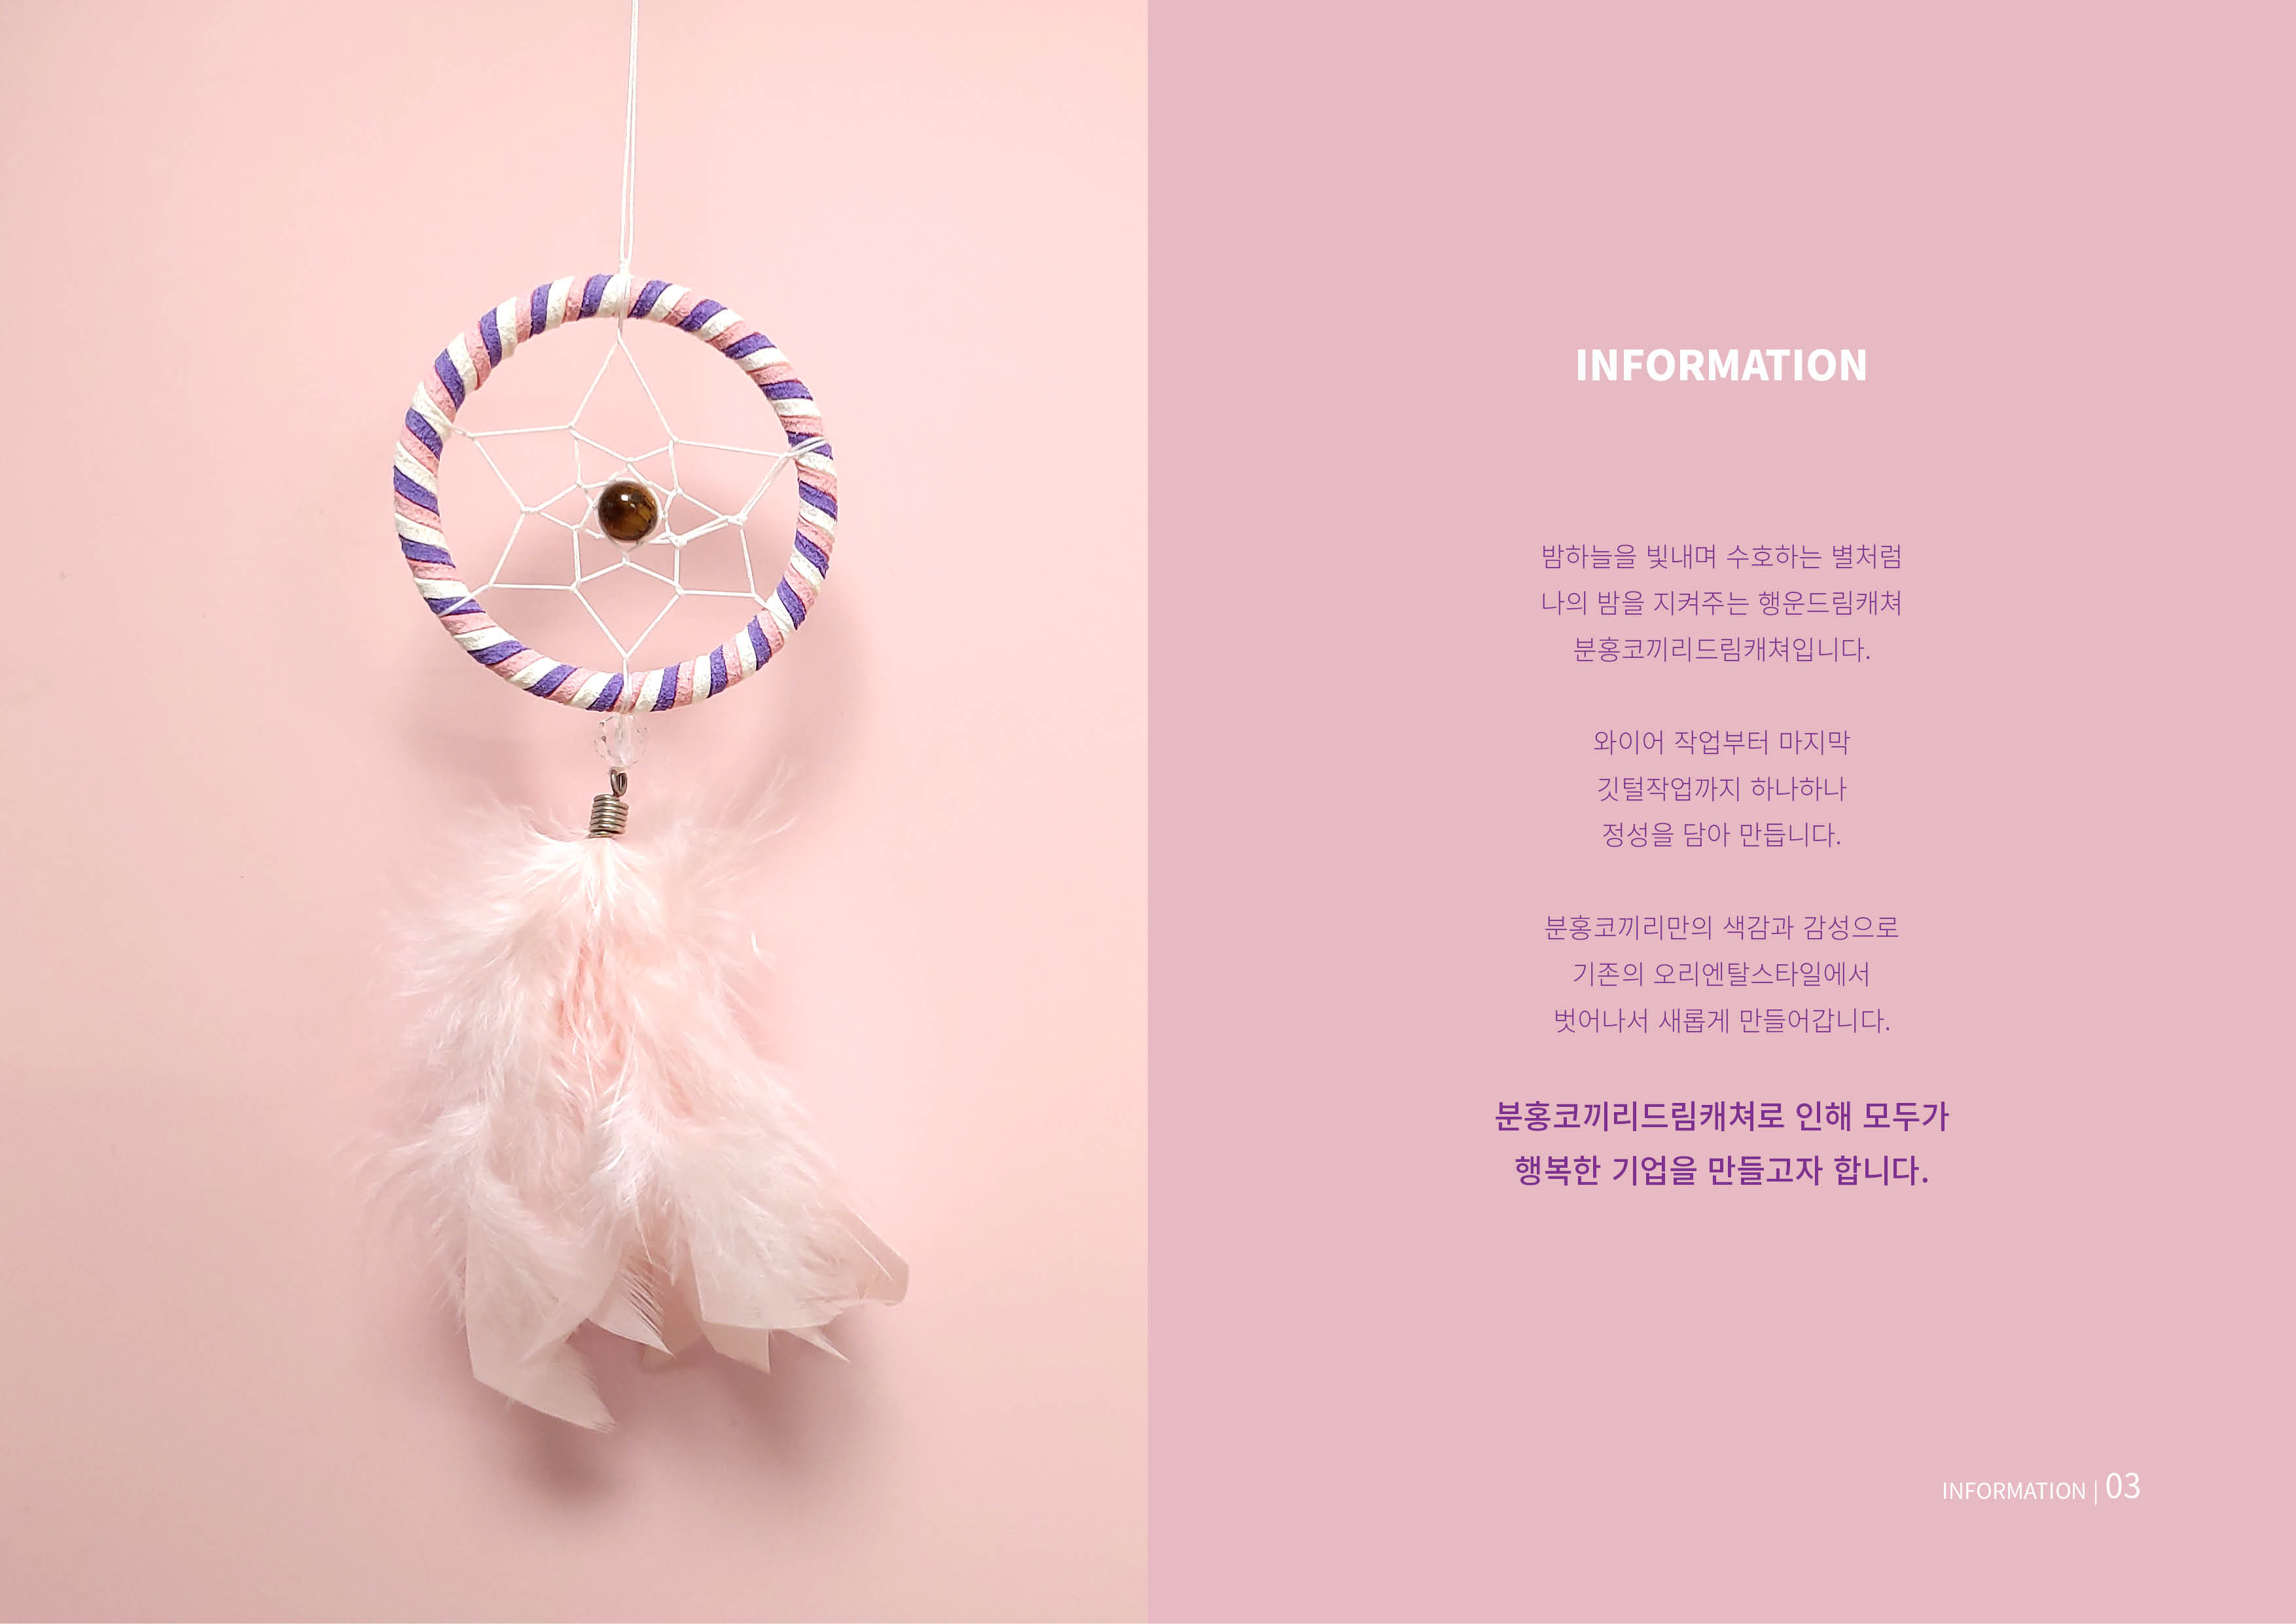 INFORMATION
밤하늘을 빛내며 수호하는 별처럼
나의 밤을 지켜주는 행운드림캐쳐
분홍코끼리드림캐쳐입니다.
와이어 작업부터 마지막
깃털작업까지 하나하나
정성을 담아 만듭니다.
분홍코끼리만의 색감과 감성으로
기존의 오리엔탈스타일에서
벗어나서 새롭게 만들어갑니다.
분홍코끼리드림캐쳐로 인해 모두가
행복한 기업을 만들고자 합니다.
INFORMATION | 03